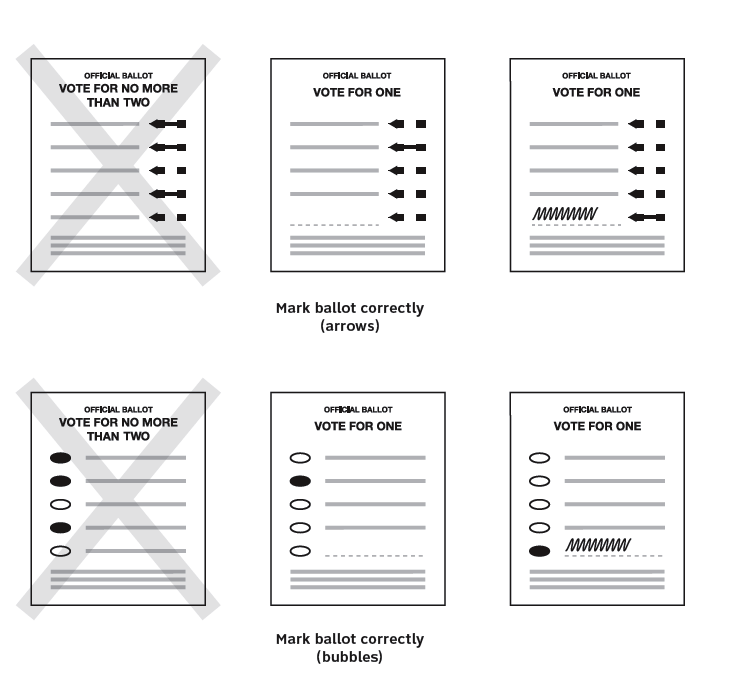 OFFICIAL BALLOT
VOTE FOR NO MORE
THAN TWO
OFFICIAL BALLOT
VOTE FOR ONE
OFFICIAL BALLOT
VOTE FOR ONE
Mark ballot correctly
(arrows)
OFFICIAL BALLOT
VOTE FOR NO MORE
THAN TWO
OFFICIAL BALLOT
VOTE FOR ONE
OFFICIAL BALLOT
VOTE FOR ONE
Mark ballot correctly
(bubbles)